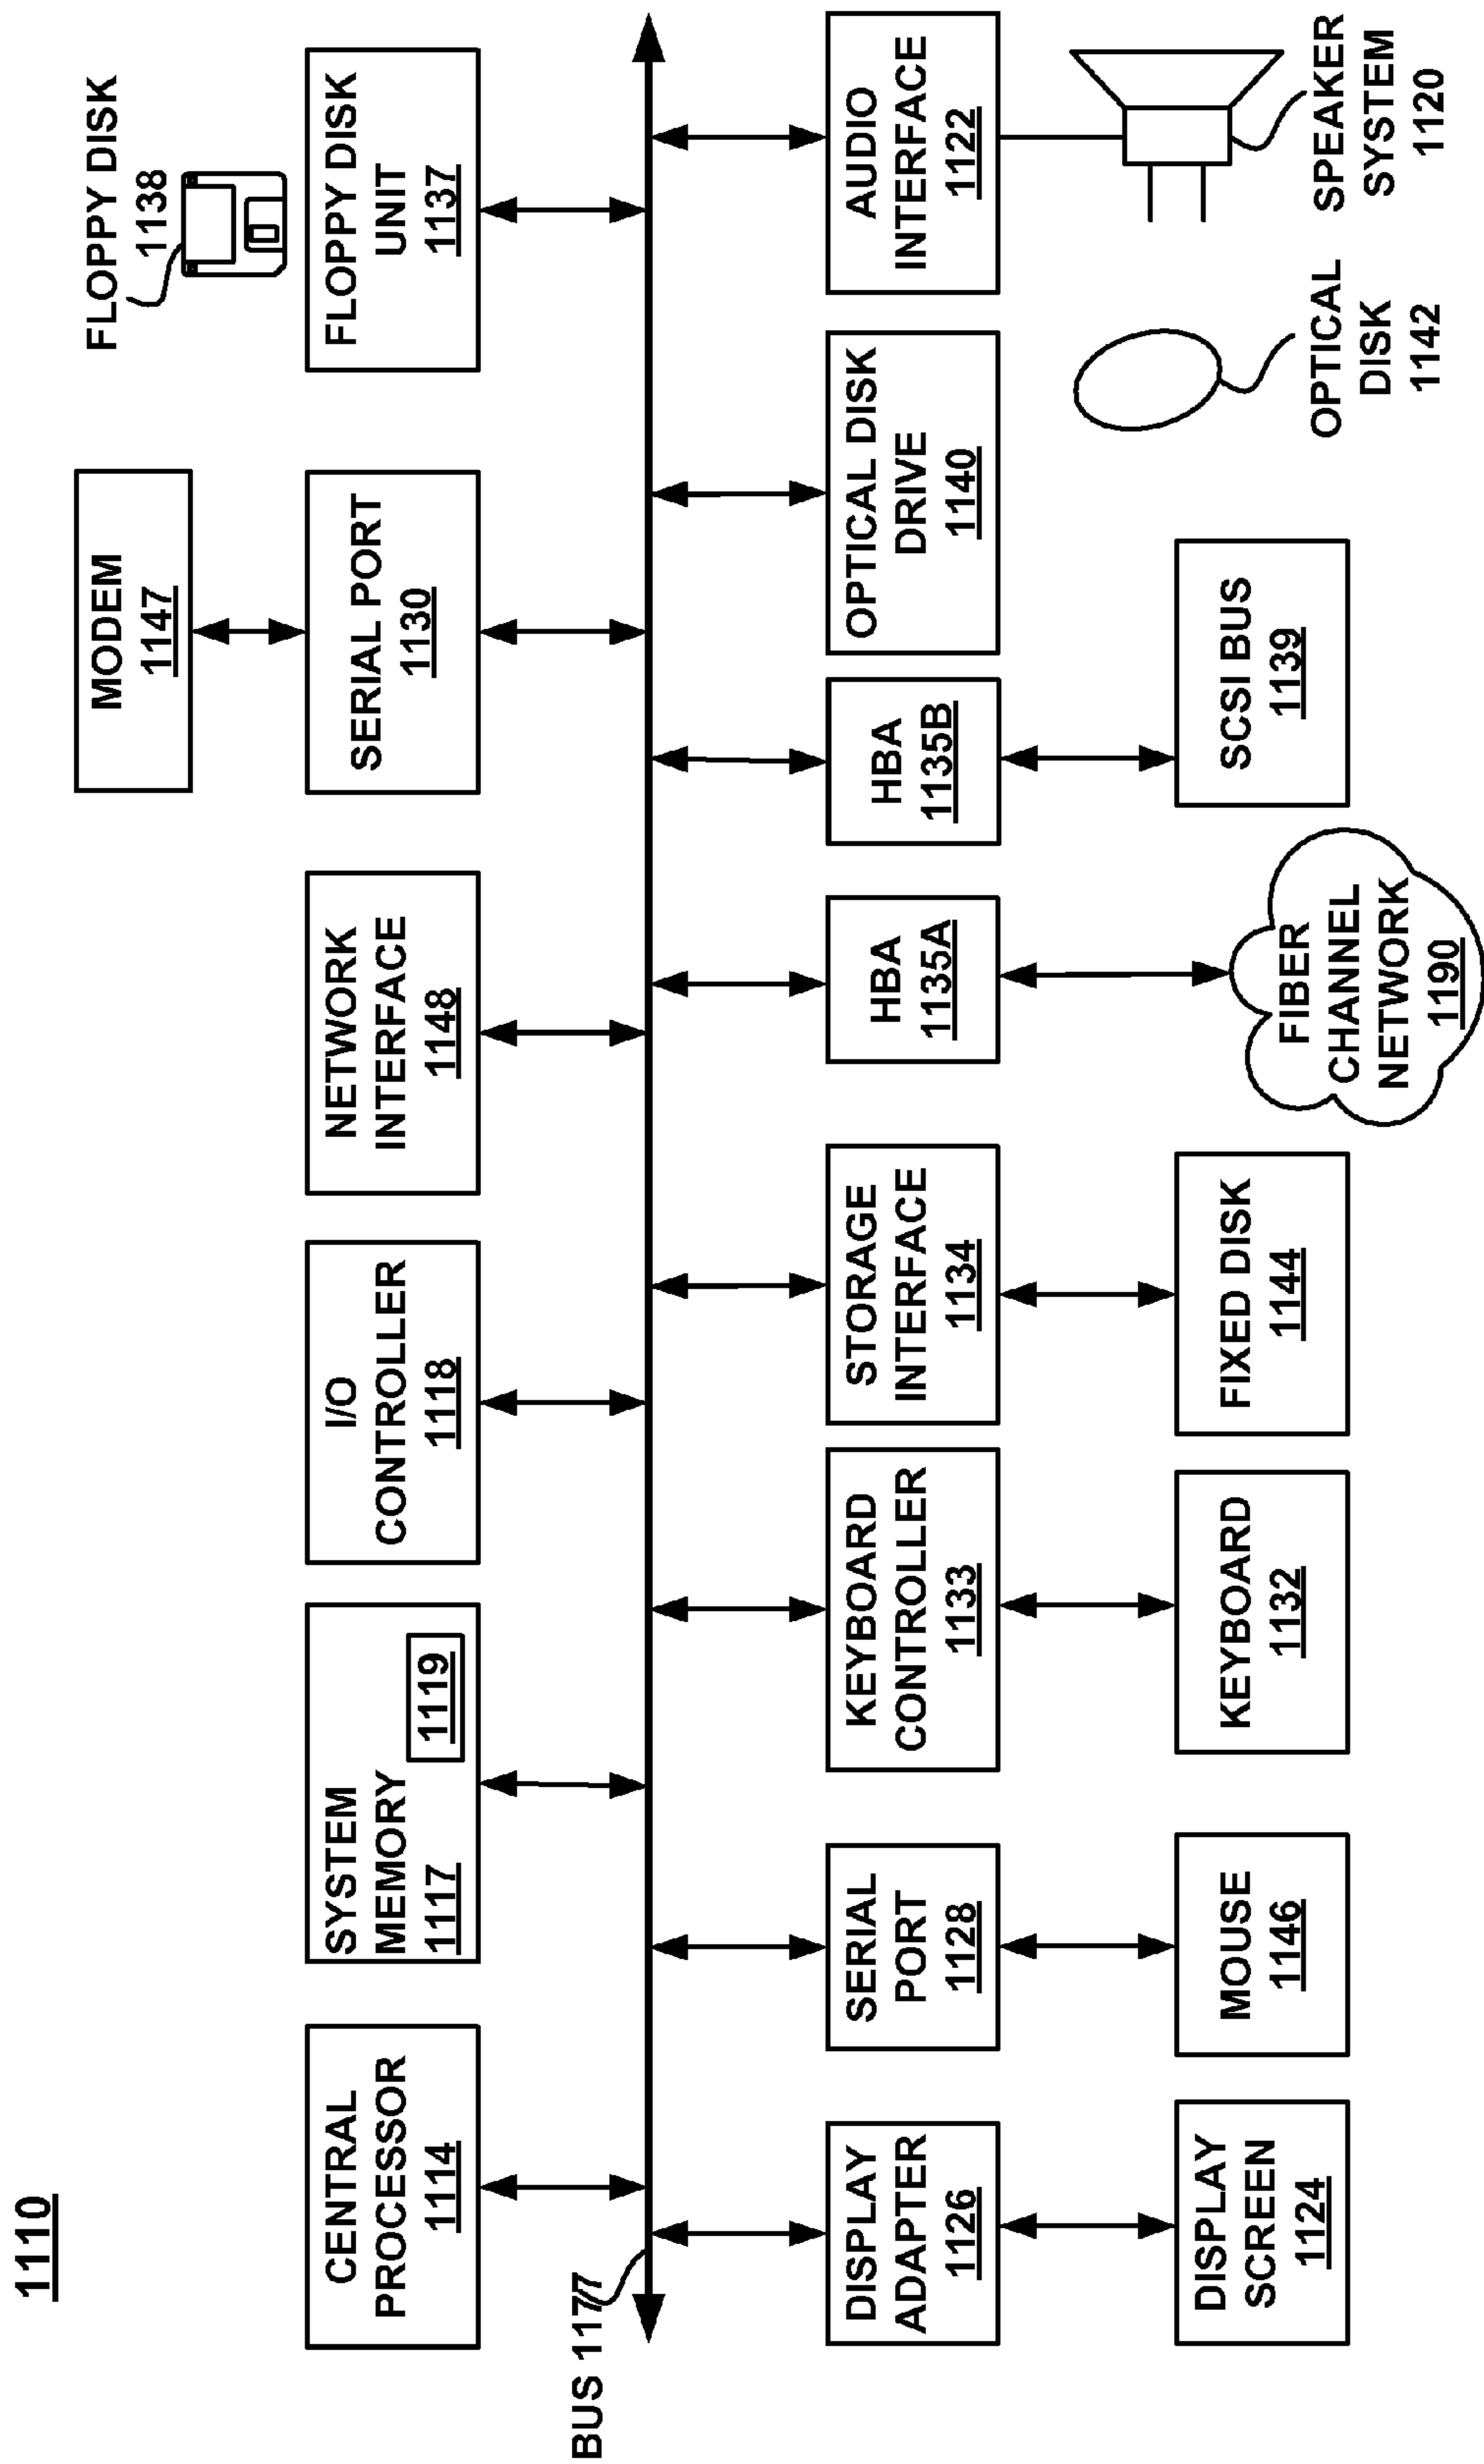 1110
CENTRAL
PROCESSOR
1114
SYSTEM
MEMORY
1117
1119
I/O
CONTROLLER
1118
NETWORK
INTERFACE
1148
MODEM
1147
SERIAL PORT
1130
FLOPPY DISK
1138
FLOPPY DISK
UNIT
1137
BUS 1177
DISPLAY
ADAPTER
1126
SERIAL
PORT
1128
KEYBOARD
CONTROLLER
1133
STORAGE
INTERFACE
1134
HBA
1135A
HBA
1135B
OPTICAL DISK
DRIVE
1140
AUDIO
INTERFACE
1122
DISPLAY
SCREEN
1124
MOUSE
1146
KEYBOARD
1132
FIXED DISK
1144
FIBER
CHANNEL
NETWORK
1190
SCSI BUS
1139
OPTICAL
DISK
1142
SPEAKER
SYSTEM
1120